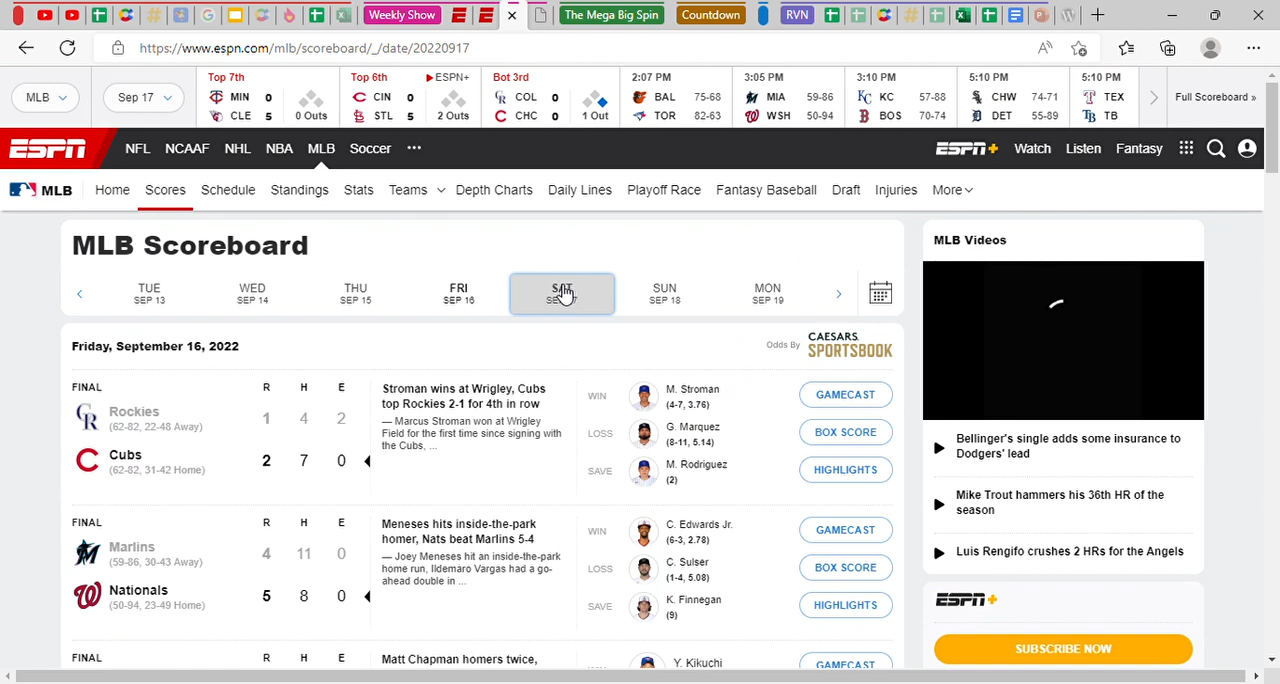 Weekly Show
The Mega Big Spin
Countdown
RVN
https://www.espn.com/mlb/scoreboard/_/date/20220917
MLB
Sep 17
Top 7th
MIN 0
CLE 5
0 Outs
Top 6th
ESPN+
CIN 0
STL 5
2 Outs
Bot 3rd
COL 0
CHC 0
1 Out
2:07 PM
BAL 75-68
TOR 82-63
3:05 PM
MIA 59-86
WSH 50-94
3:10 PM
KC 57-88
BOS 70-74
5:10 PM
CHW 74-71
DET 55-89
5:10 PM
TEX
TB
Full Scoreboard »
ESPN NFL NCAAF NHL NBA MLB Soccer ••• ESPN+ Watch Listen Fantasy
MLB Home Scores Schedule Standings Stats Teams Depth Charts Daily Lines Playoff Race Fantasy Baseball Draft Injuries More
MLB Scoreboard
TUE
SEP 13
WED
SEP 14
THU
SEP 15
FRI
SEP 16
SUN
SEP 18
MON
SEP 19
Friday, September 16, 2022
Odds By
CAESARS
SPORTSBOOK
FINAL R H E
Rockies 1 4 2
(62-82, 22-48 Away)
Cubs 2 7 0
(62-82, 31-42 Home)
Stroman wins at Wrigley, Cubs
top Rockies 2-1 for 4th in row
— Marcus Stroman won at Wrigley
Field for the first time since signing with
the Cubs, ...
WIN M. Stroman
(4-7, 3.76)
LOSS G. Marquez
(8-11, 5.14)
SAVE M. Rodriguez
(2)
GAMECAST
BOX SCORE
HIGHLIGHTS
FINAL R H E
Marlins 4 11 0
(59-86, 30-43 Away)
Nationals 5 8 0
(50-94, 23-49 Home)
Meneses hits inside-the-park
homer, Nats beat Marlins 5-4
— Joey Meneses hit an inside-the-park
home run, Ildemaro Vargas had a go-
ahead double in ...
WIN C. Edwards Jr.
(6-3, 2.78)
LOSS C. Sulser
(1-4, 5.08)
SAVE K. Finnegan
(9)
GAMECAST
BOX SCORE
HIGHLIGHTS
FINAL R H E
Matt Chapman homers twice,
Y. Kikuchi
GAMECAST
MLB Videos
Bellinger's single adds some insurance to
Dodgers' lead
Mike Trout hammers his 36th HR of the
season
Luis Rengifo crushes 2 HRs for the Angels
ESPN+
SUBSCRIBE NOW